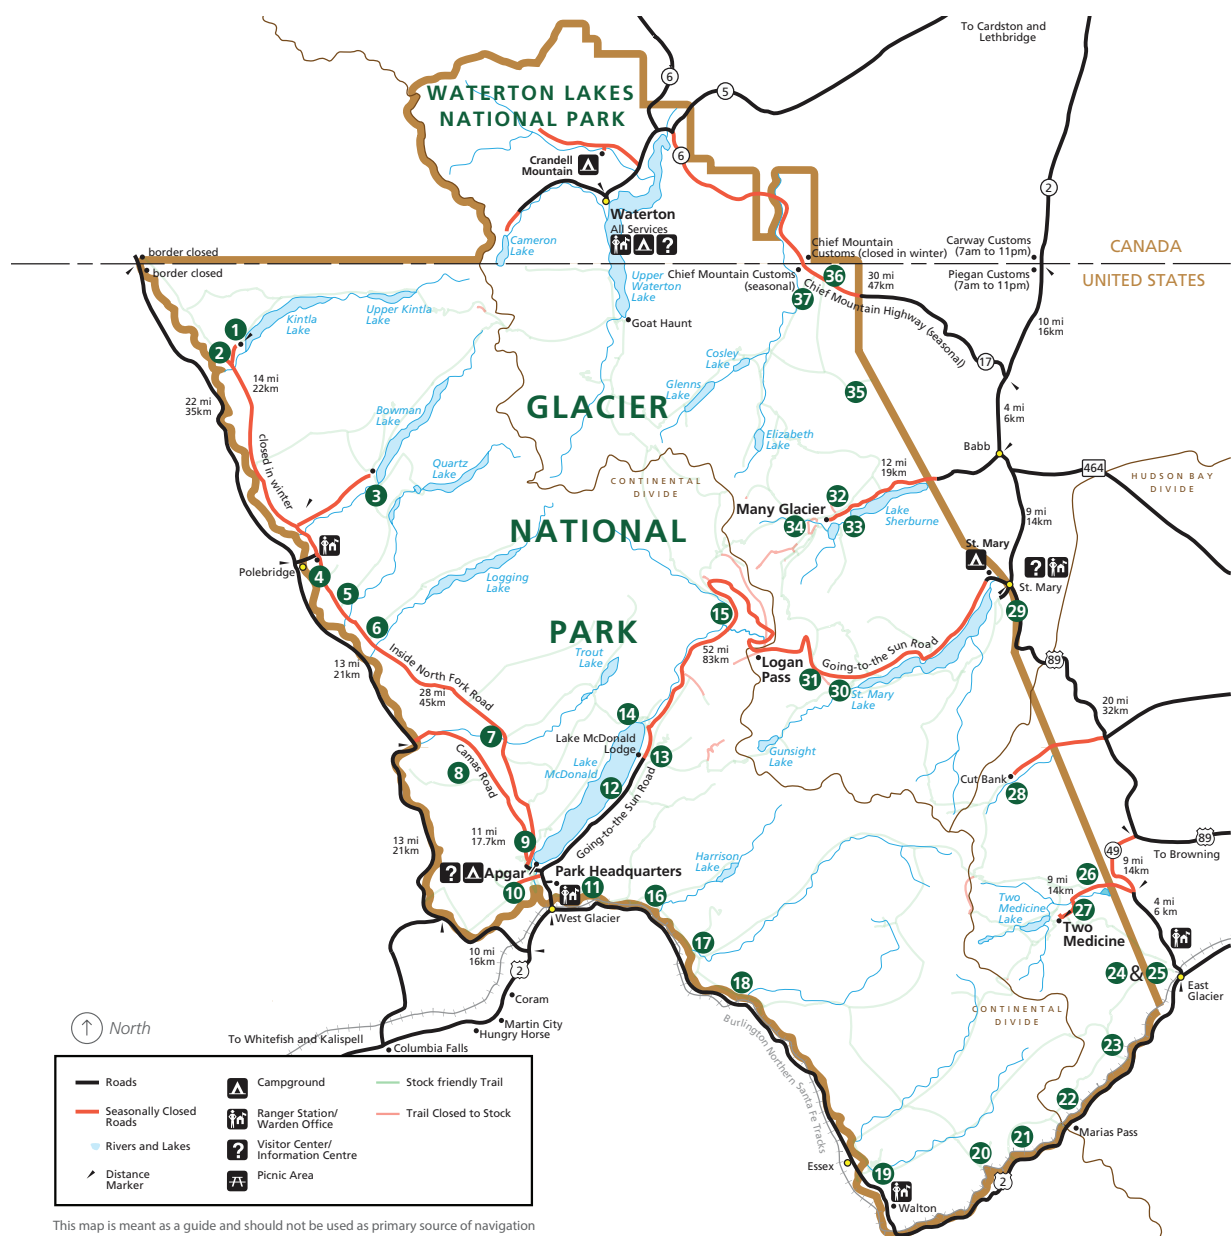 To Cardston and
Lethbridge
6
5
WATERTON LAKES
NATIONAL PARK
Crandell
Mountain
6
2
Waterton
All Services
?
Cameron
Lake
border closed
border closed
Chief Mountain
Customs (closed in winter)
Carway Customs
(7am to 11pm)
CANADA
Chief Mountain Customs
(seasonal)
Piegan Customs
(7am to 11pm)
UNITED STATES
36
30 mi
47km
Upper
Waterton
Lake
37
Chief Mountain Highway (seasonal)
Kintla
Lake
Upper Kintla
Lake
Goat Haunt
1
2
10 mi
16km
17
Cosley
Lake
Glenns
Lake
35
14 mi
22km
22 mi
35km
GLACIER
4 mi
6km
Bowman
Lake
closed in winter
Elizabeth
Lake
Babb
Quartz
Lake
12 mi
19km
464
CONTINENTAL
DIVIDE
HUDSON BAY
DIVIDE
3
32
Many Glacier
34
33
Lake
Sherburne
9 mi
14km
NATIONAL
St. Mary
?
St. Mary
Polebridge
4
5
Logging
Lake
29
15
6
PARK
Inside North Fork Road
Trout
Lake
13 mi
21km
52 mi
83km
Logan
Pass
Going-to-the Sun Road
89
31
30
St. Mary
Lake
28 mi
45km
20 mi
32km
14
7
Lake McDonald
Lodge
13
Camas Road
8
Lake
McDonald
12
Gunsight
Lake
Cut Bank
28
Going-to-the Sun Road
11 mi
17.7km
13 mi
21km
9
89
To Browning
49
9 mi
14km
Harrison
Lake
?
Apgar
Park Headquarters
10
11
16
9 mi
14km
26
Two
Medicine
Lake
27
4 mi
6 km
West Glacier
Two
Medicine
10 mi
16km
2
17
18
24 & 25
East
Glacier
Coram
North
Martin City
Hungry Horse
To Whitefish and Kalispell
Columbia Falls
CONTINENTAL
DIVIDE
Burlington Northern Santa Fe Tracks
23
22
Marias Pass
21
20
Essex
19
2
Walton
Roads
Campground
Stock friendly Trail
Seasonally Closed
Roads
Ranger Station/
Warden Office
Trail Closed to Stock
Rivers and Lakes
?
Visitor Center/
Information Centre
Distance
Marker
Picnic Area
This map is meant as a guide and should not be used as primary source of navigation